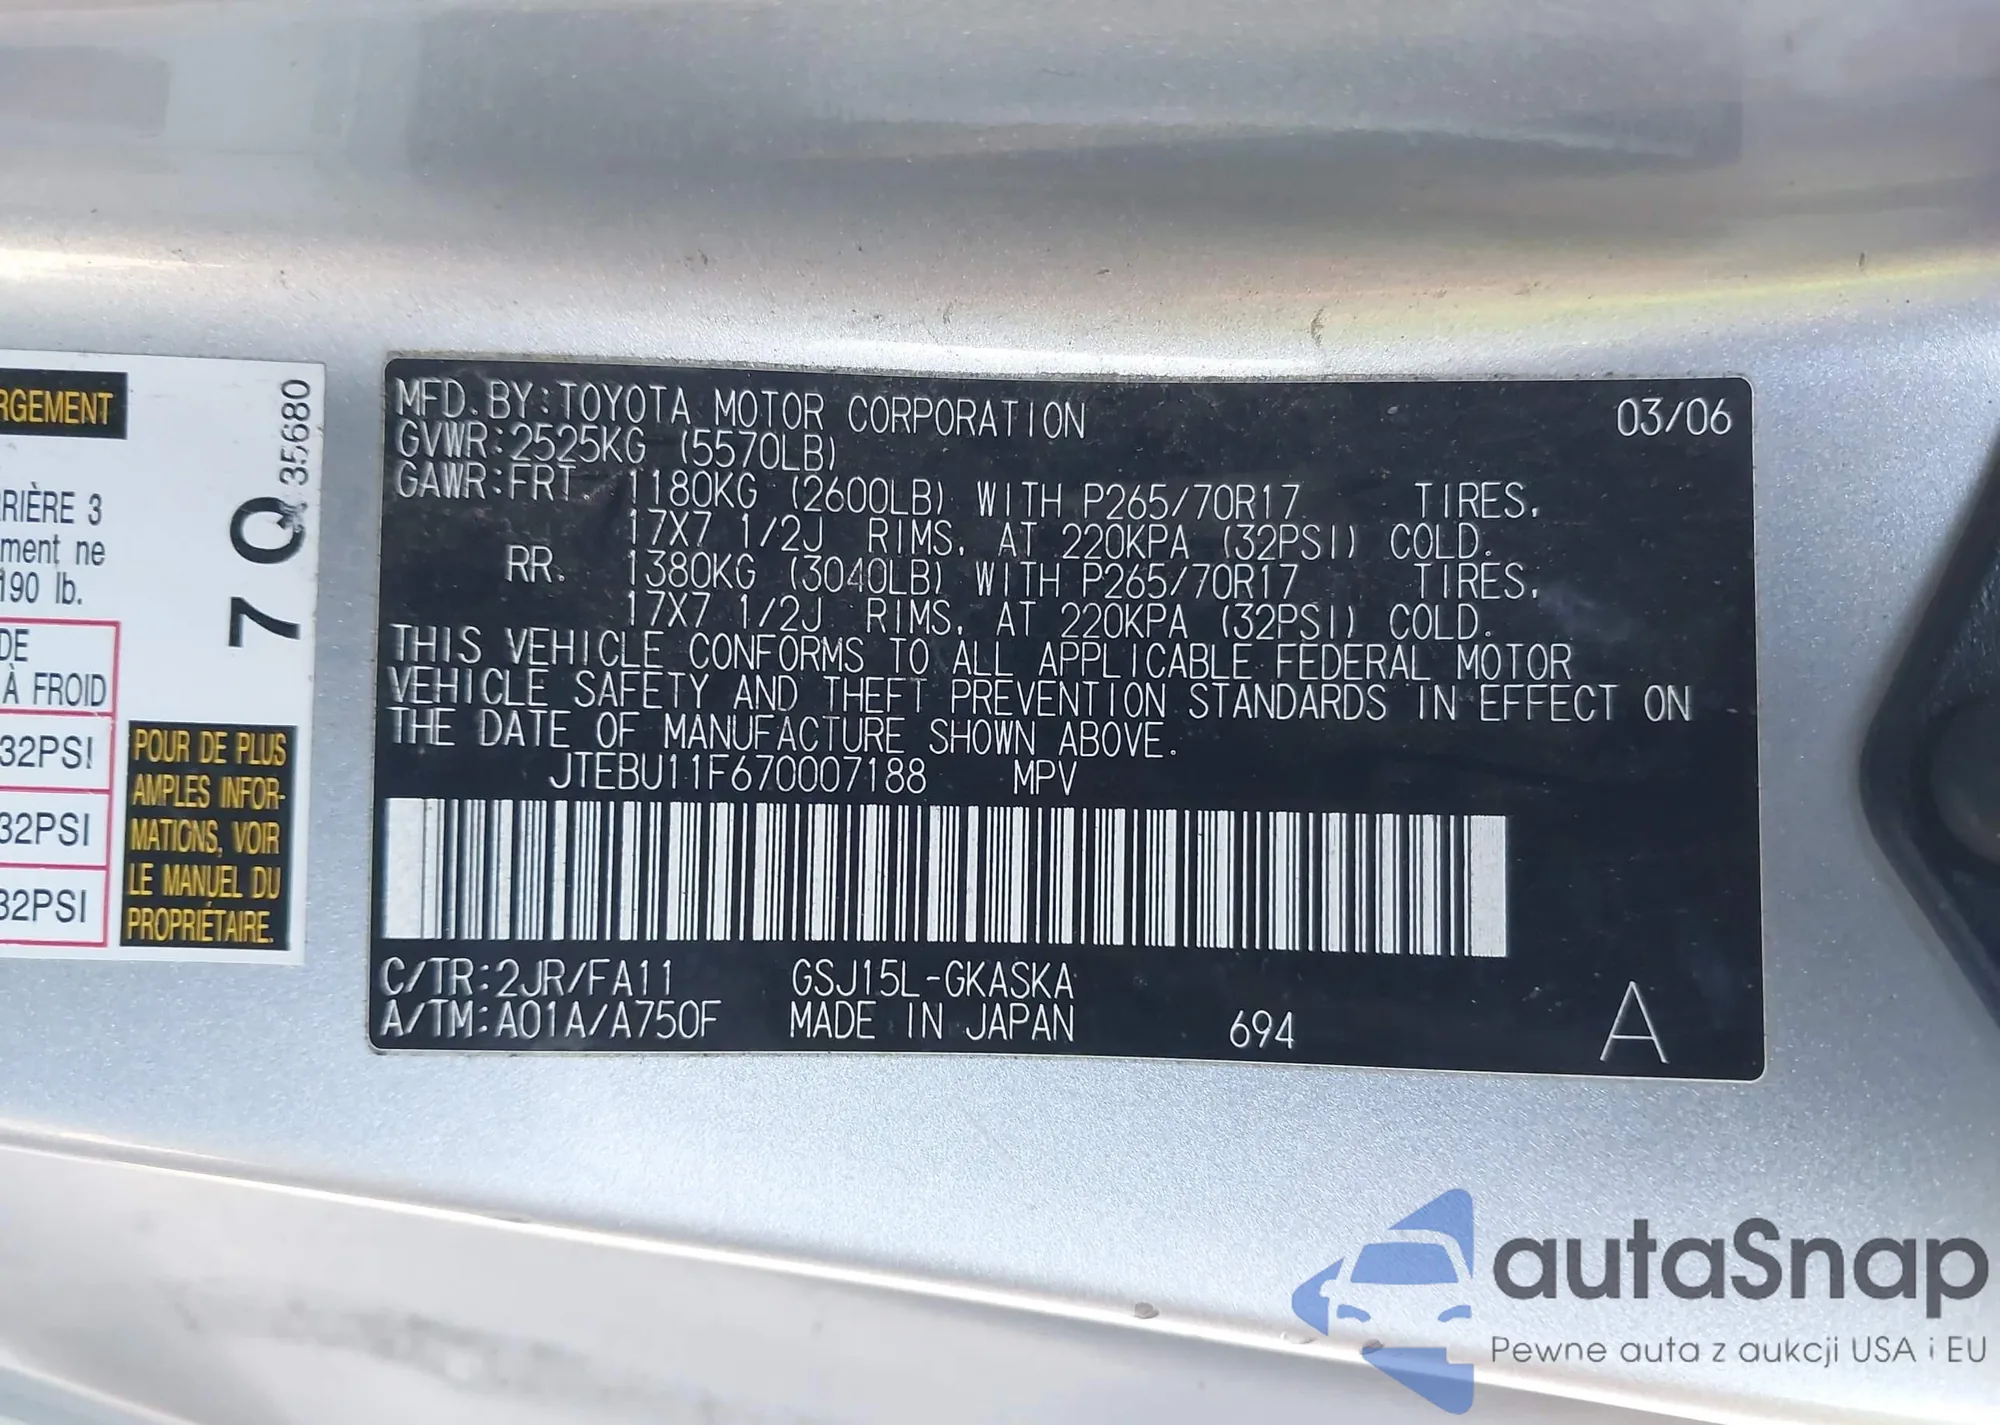 RGEMENT
RIÈRE 3
ment ne
190 lb.
DE
À FROID
32PSI
32PSI
32PSI
7 Q 35680
POUR DE PLUS
AMPLES INFOR-
MATIONS, VOIR
LE MANUEL DU
PROPRIÉTAIRE.
MFD. BY: TOYOTA MOTOR CORPORATION 03/06
GVWR: 2525KG (5570LB)
GAWR: FRT. 1180KG (2600LB) WITH P265/70R17 TIRES,
17X7 1/2J RIMS, AT 220KPA (32PSI) COLD.
RR. 1380KG (3040LB) WITH P265/70R17 TIRES,
17X7 1/2J RIMS, AT 220KPA (32PSI) COLD.
THIS VEHICLE CONFORMS TO ALL APPLICABLE FEDERAL MOTOR
VEHICLE SAFETY AND THEFT PREVENTION STANDARDS IN EFFECT ON
THE DATE OF MANUFACTURE SHOWN ABOVE.
JTEBU11F670007188 MPV
C/TR: 2JR/FA11 GSJ15L-GKASKA
A/TM: A01A/A750F MADE IN JAPAN 694 A
autaSnap
Pewne auta z aukcji USA i EU